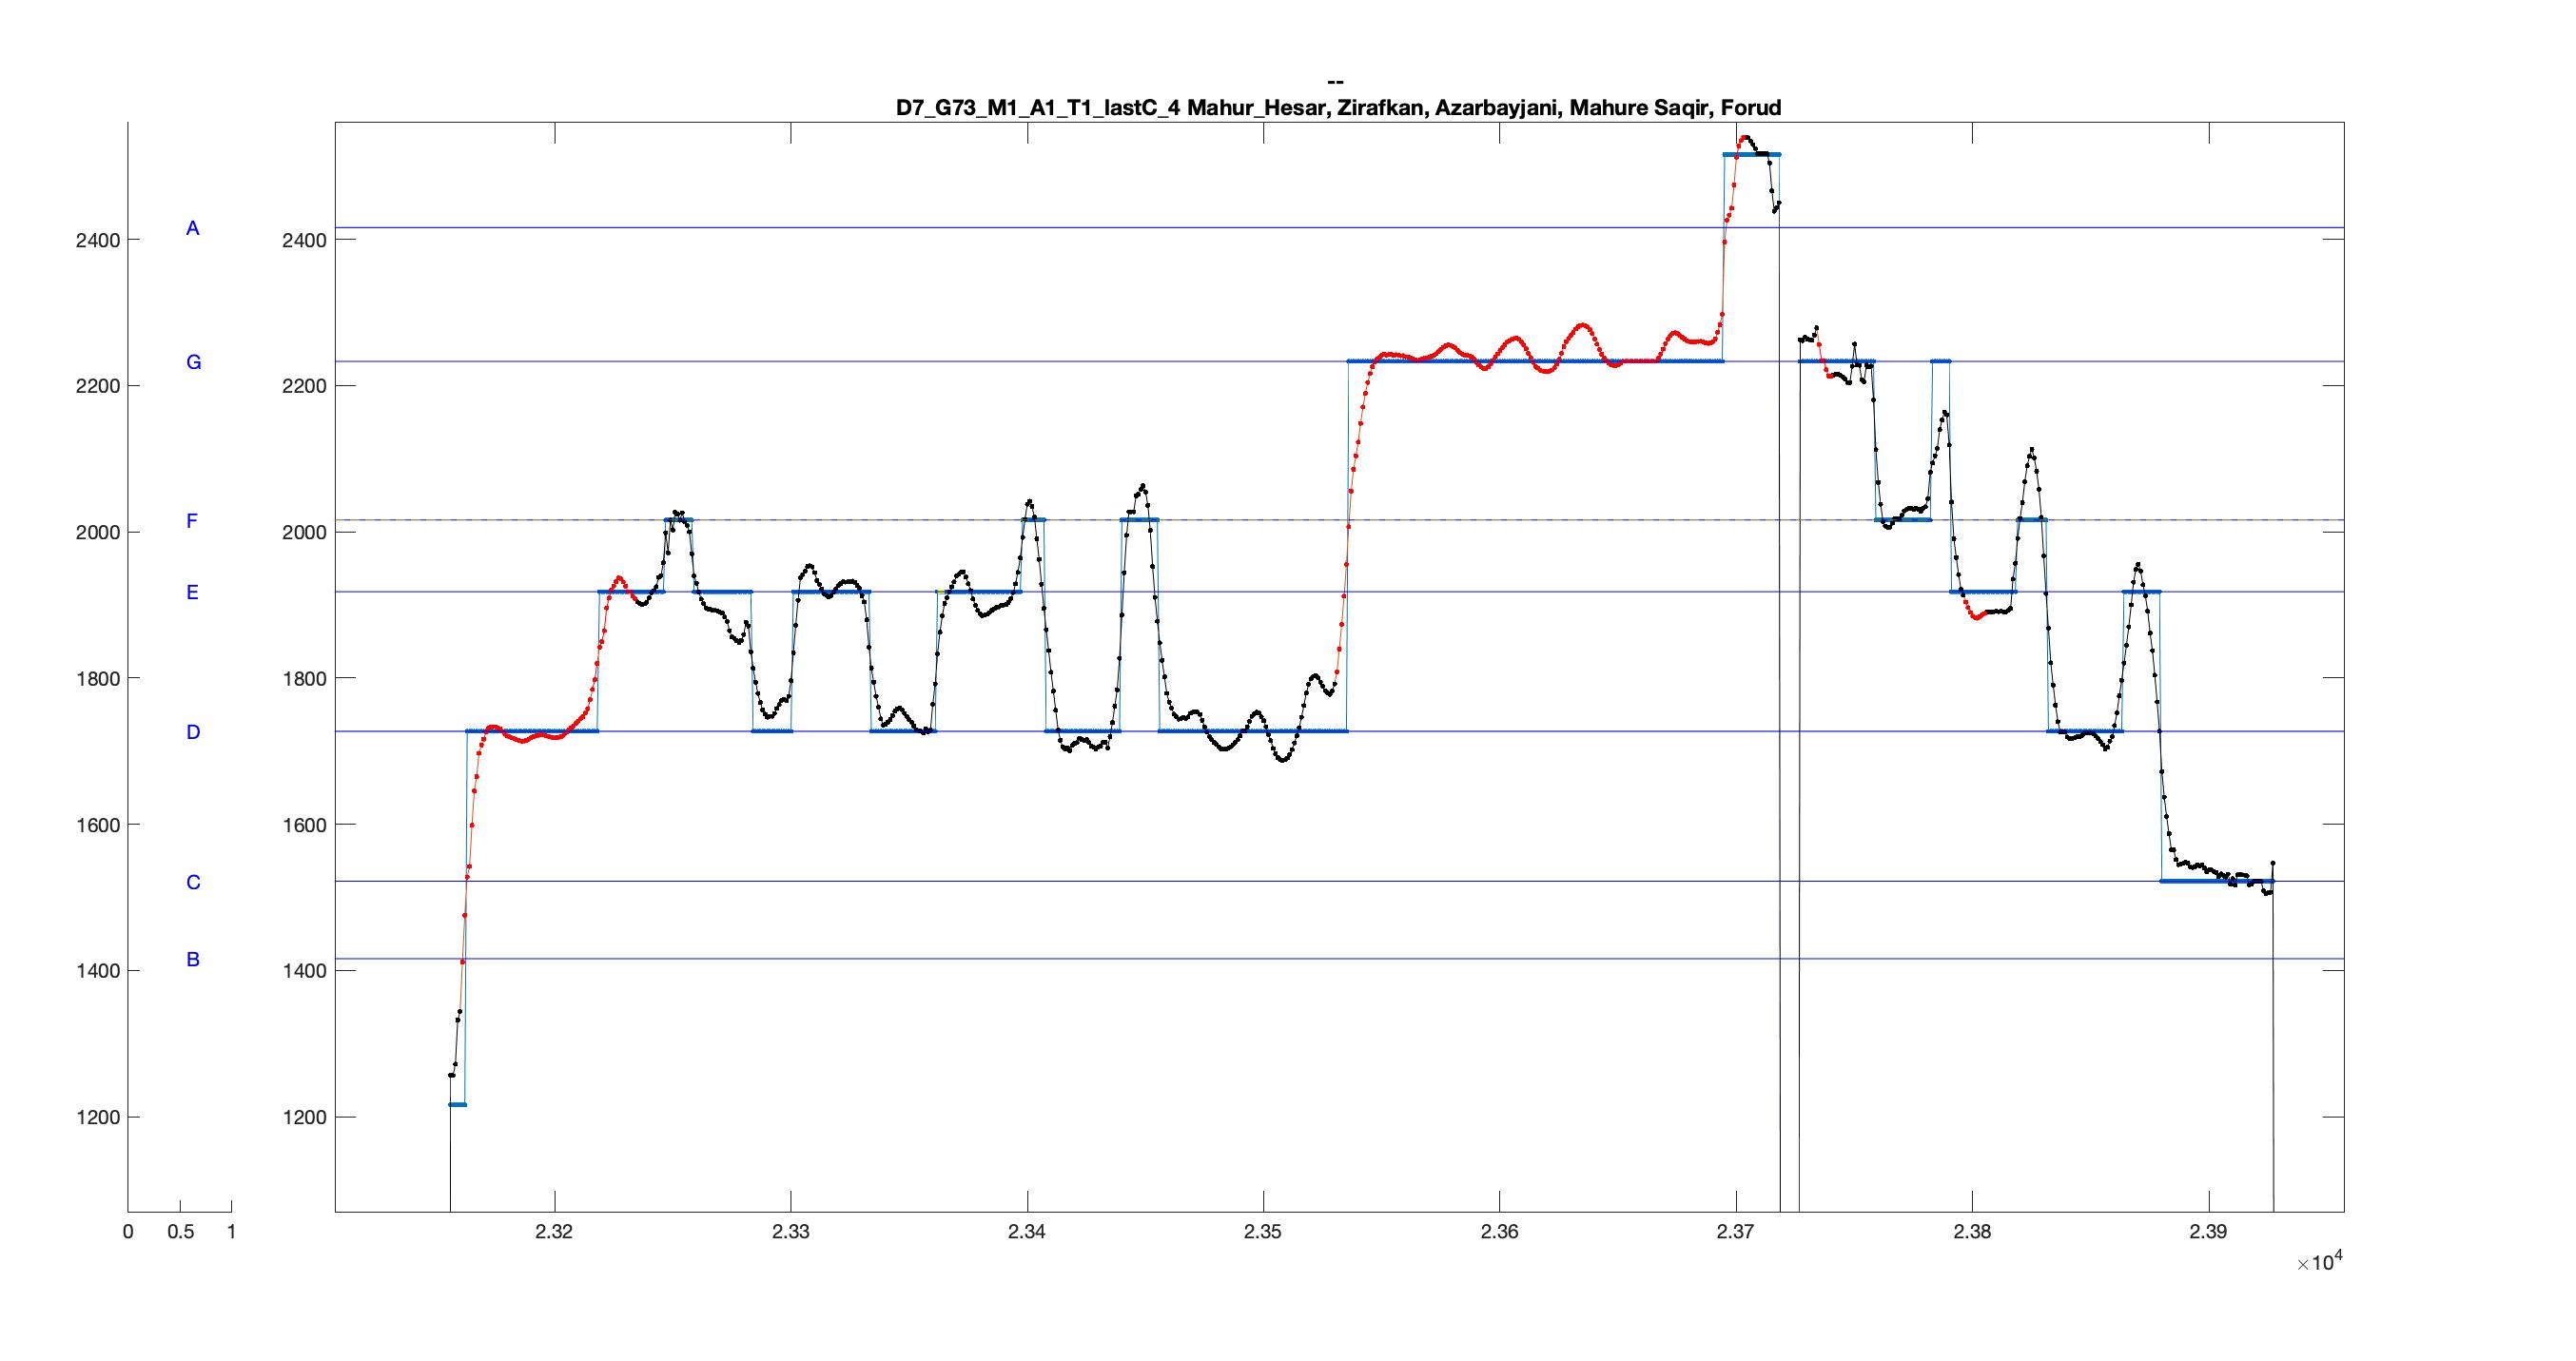 --
D7_G73_M1_A1_T1_lastC_4 Mahur_Hesar, Zirafkan, Azarbayjani, Mahure Saqir, Forud
2400 A 2400
G
2200 2200
F
2000 2000
E
1800 1800
D
1600 1600
C
B
1400 1400
1200 1200
0 0.5 1 2.32 2.33 2.34 2.35 2.36 2.37 2.38 2.39
×10^4